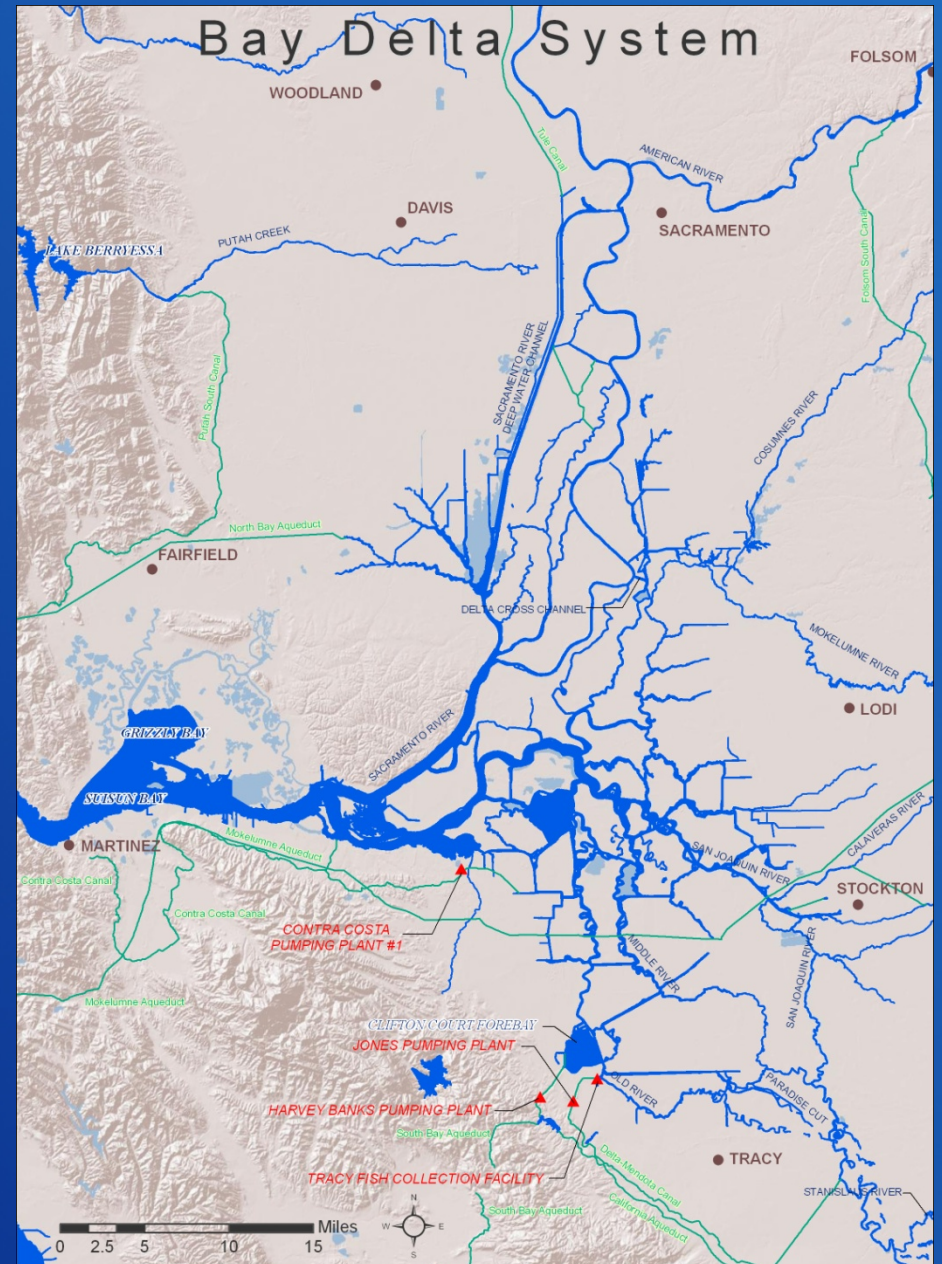 Bay Delta System
FOLSOM
WOODLAND
Tule Canal
AMERICAN RIVER
DAVIS
SACRAMENTO
PUTAH CREEK
LAKE BERRYESSA
Folsom South Canal
SACRAMENTO RIVER
DEEP WATER CHANNEL
Putah South Canal
COSUMNES RIVER
North Bay Aqueduct
FAIRFIELD
DELTA CROSS CHANNEL
MOKELUMNE RIVER
LODI
SACRAMENTO RIVER
GRIZZLY BAY
SUISUN BAY
MARTINEZ
Mokelumne Aqueduct
CALAVERAS RIVER
SAN JOAQUIN RIVER
Contra Costa Canal
STOCKTON
Contra Costa Canal
CONTRA COSTA
PUMPING PLANT #1
MIDDLE RIVER
SAN JOAQUIN RIVER
Mokelumne Aqueduct
CLIFTON COURT FOREBAY
JONES PUMPING PLANT
OLD RIVER
PARADISE CUT
HARVEY BANKS PUMPING PLANT
South Bay Aqueduct
TRACY
TRACY FISH COLLECTION FACILITY
Delta-Mendota Canal
California Aqueduct
STANISLAUS RIVER
South Bay Aqueduct
N
W E
S
Miles
0 2.5 5 10 15